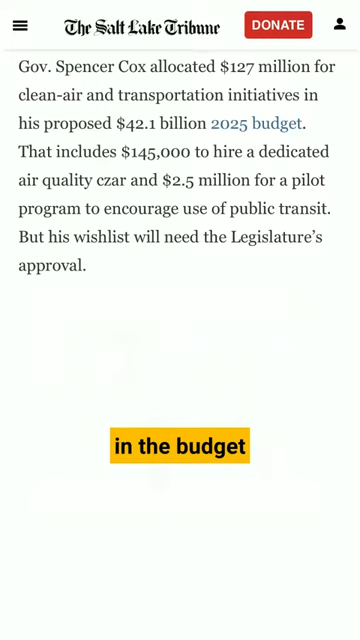 The Salt Lake Tribune
DONATE
Gov. Spencer Cox allocated $127 million for
clean-air and transportation initiatives in
his proposed $42.1 billion 2025 budget.
That includes $145,000 to hire a dedicated
air quality czar and $2.5 million for a pilot
program to encourage use of public transit.
But his wishlist will need the Legislature’s
approval.
in the budget